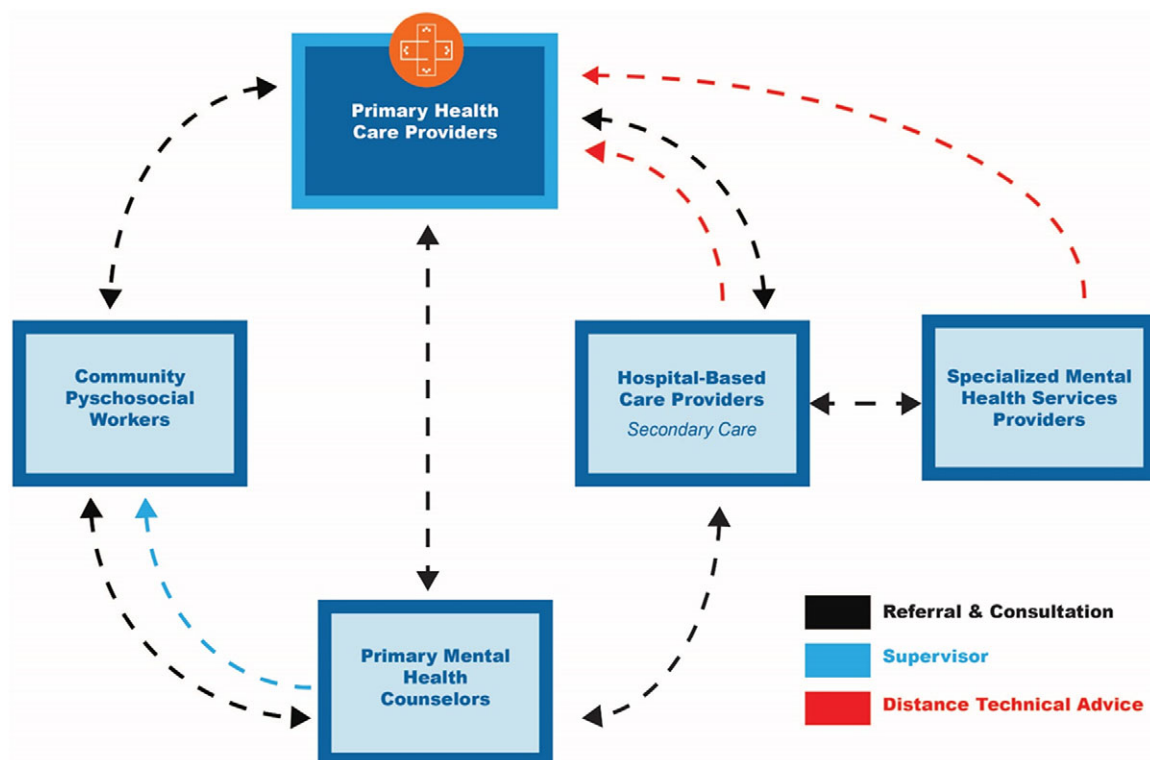 Primary Health
Care Providers
Community
Pyschosocial
Workers
Hospital-Based
Care Providers
Secondary Care
Specialized Mental
Health Services
Providers
Primary Mental
Health
Counselors
Referral & Consultation
Supervisor
Distance Technical Advice